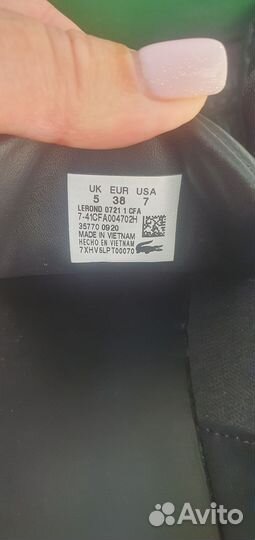 UK EUR USA
5 38 7
LEROND 0721 1 CFA
7-41CFA004702H
35770 0920
MADE IN VIETNAM
HECHO EN VIETNAM
7XHV6LPT00070
Avito